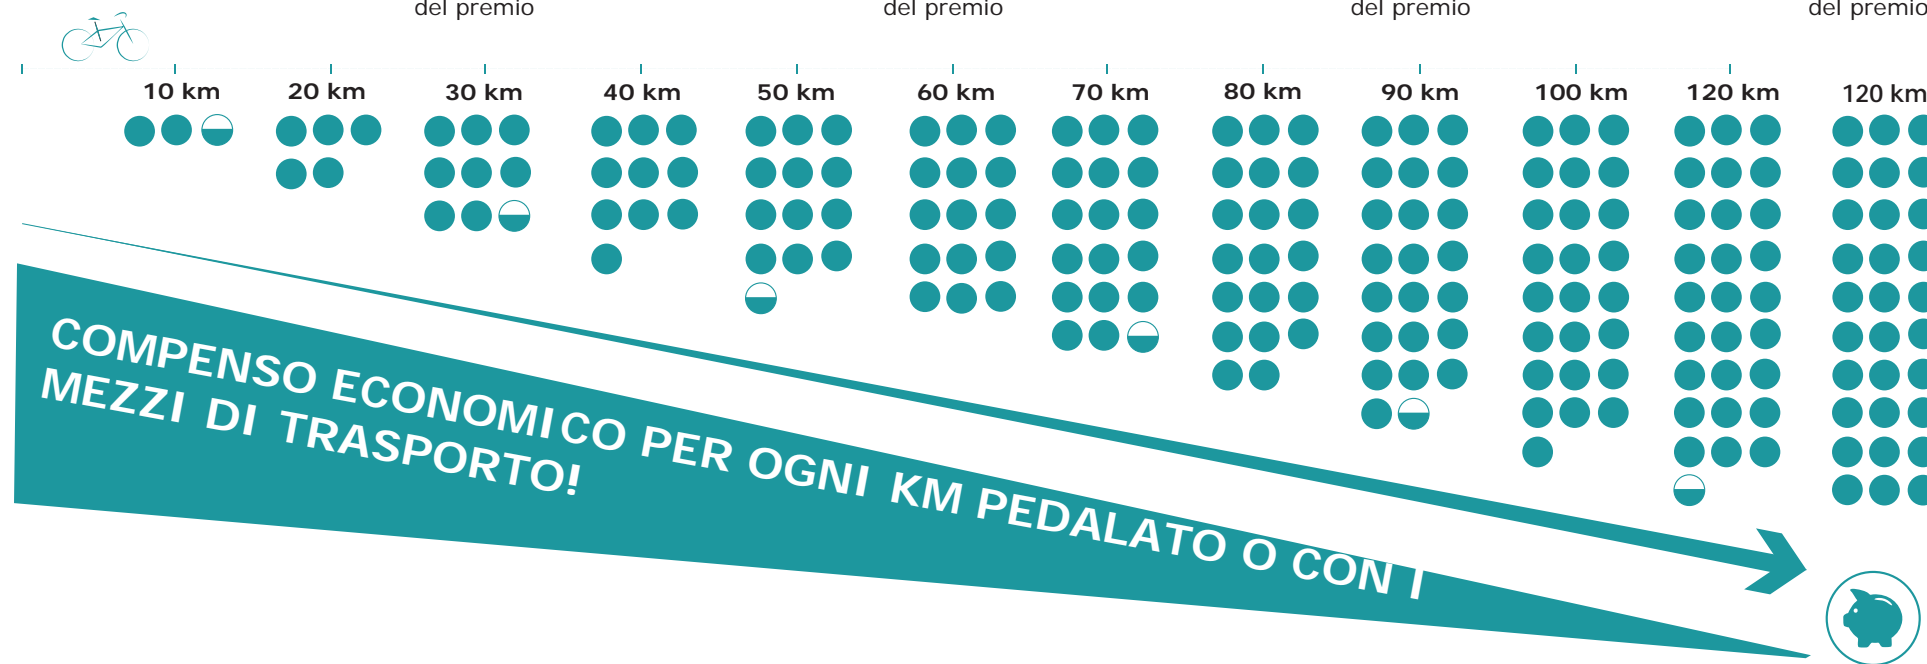 del premio del premio del premio del premio
10 km 20 km 30 km 40 km 50 km 60 km 70 km 80 km 90 km 100 km 120 km 120 km
COMPENSO ECONOMICO PER OGNI KM PEDALATO O CON I
MEZZI DI TRASPORTO!